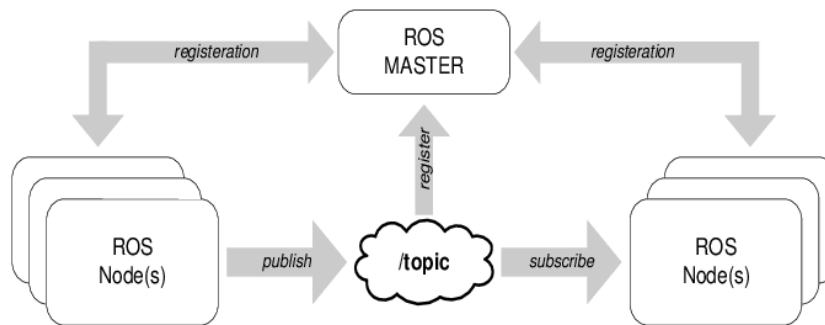 registeration
ROS
MASTER
registeration
register
ROS
Node(s)
publish
/topic
subscribe
ROS
Node(s)